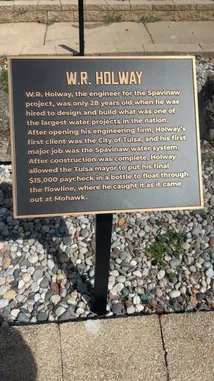 W.R. HOLWAY
W.R. Holway, the engineer for the Spavinaw
project, was only 28 years old when he was
hired to design and build what was one of
the largest water projects in the nation.
After opening his engineering firm, Holway's
first client was the City of Tulsa, and his first
major job was the Spavinaw water system.
After construction was complete, Holway
allowed the Tulsa mayor to put his final
$15,000 paycheck in a bottle to float through
the flowline, where he caught it as it came
out at Mohawk.